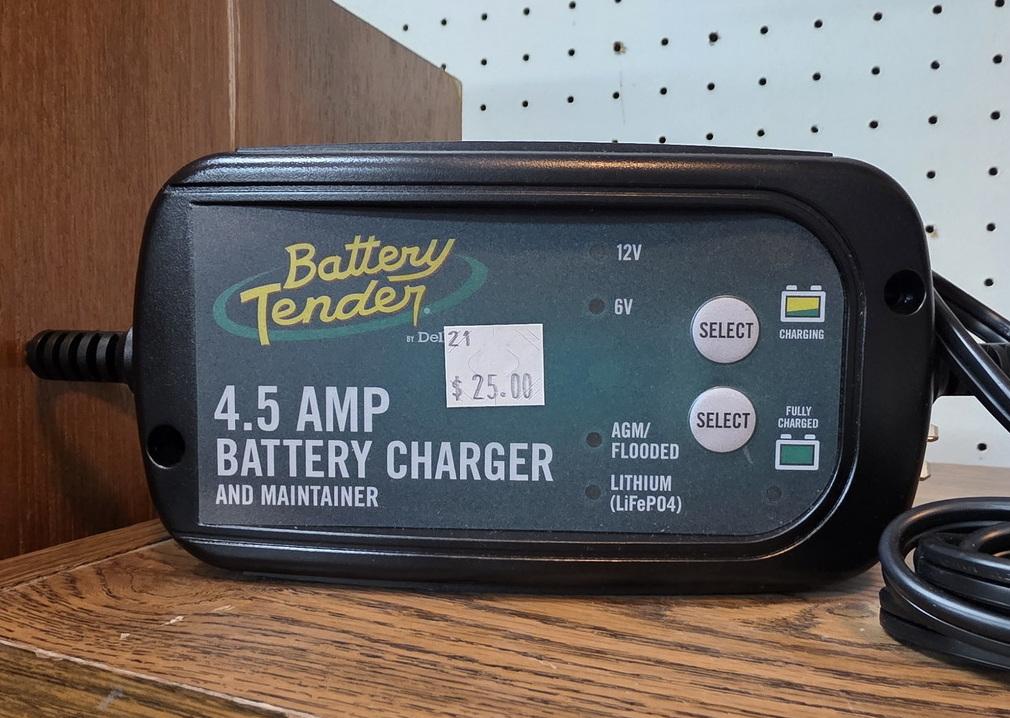 Battery
Tender
BY
21
$ 25.00
4.5 AMP
BATTERY CHARGER
AND MAINTAINER
12V
6V
SELECT
CHARGING
SELECT
FULLY
CHARGED
AGM/
FLOODED
LITHIUM
(LiFePO4)